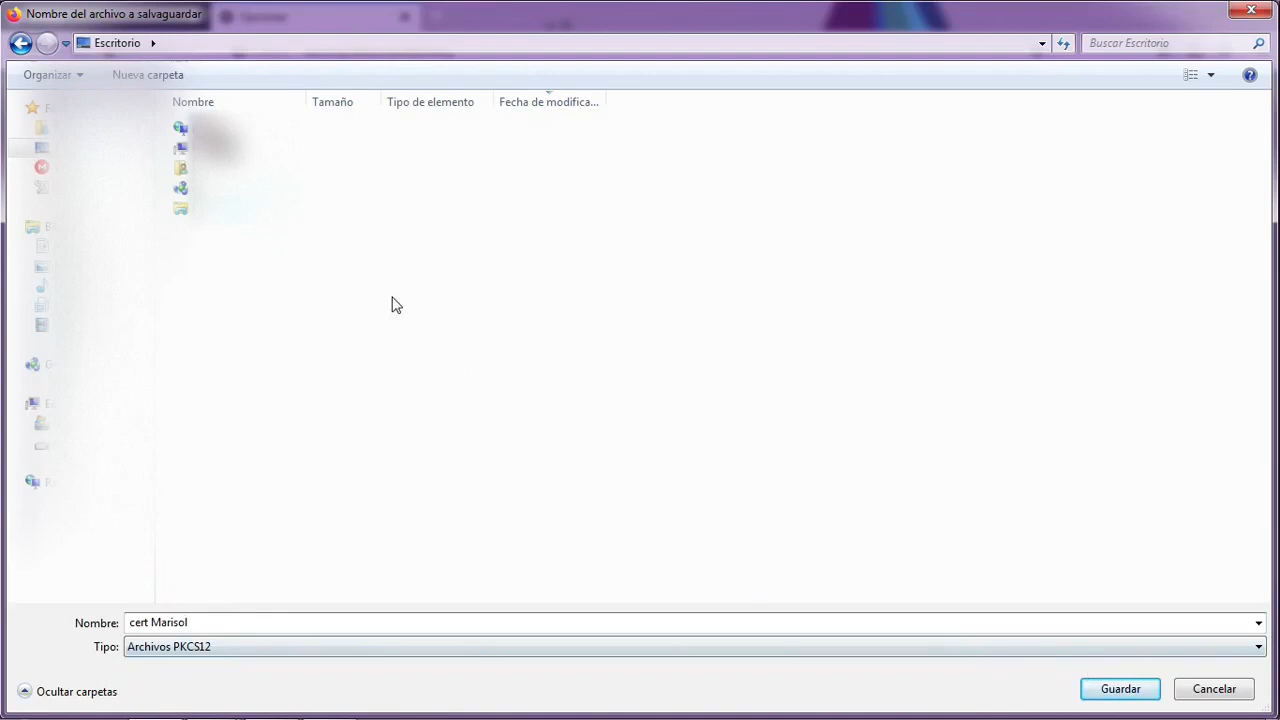 Nombre del archivo a salvaguardar
Escritorio
Buscar Escritorio
Organizar
Nueva carpeta
Nombre
Tamaño
Tipo de elemento
Fecha de modifica...
Nombre: cert Marisol
Tipo: Archivos PKCS12
Ocultar carpetas
Guardar
Cancelar